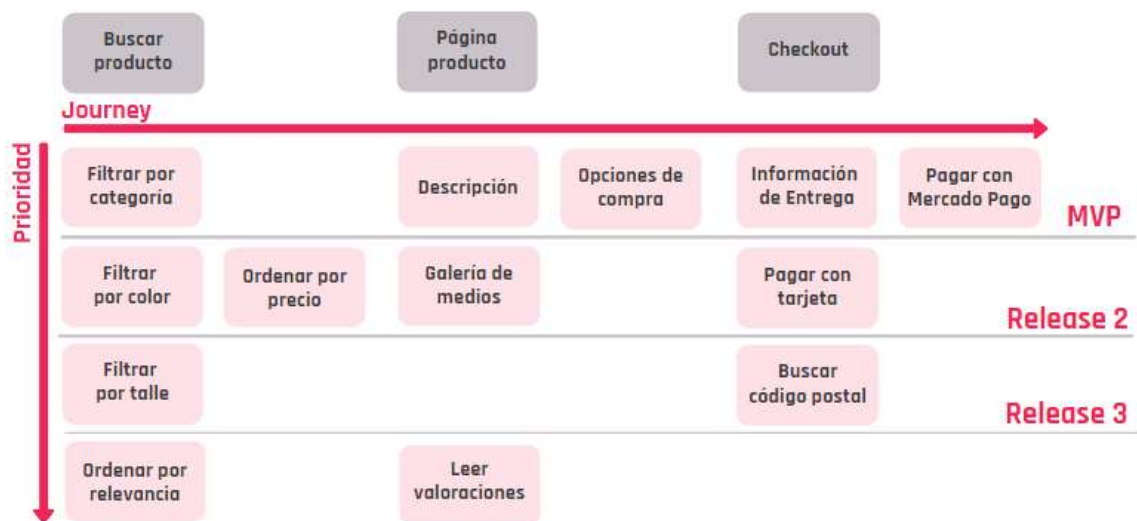 Buscar
producto
Página
producto
Checkout
Journey
Prioridad
Filtrar por
categoría
Descripción
Opciones de
compra
Información
de Entrega
Pagar con
Mercado Pago
MVP
Filtrar
por color
Ordenar por
precio
Galería de
medios
Pagar con
tarjeta
Release 2
Filtrar
por talle
Buscar
código postal
Release 3
Ordenar por
relevancia
Leer
valoraciones